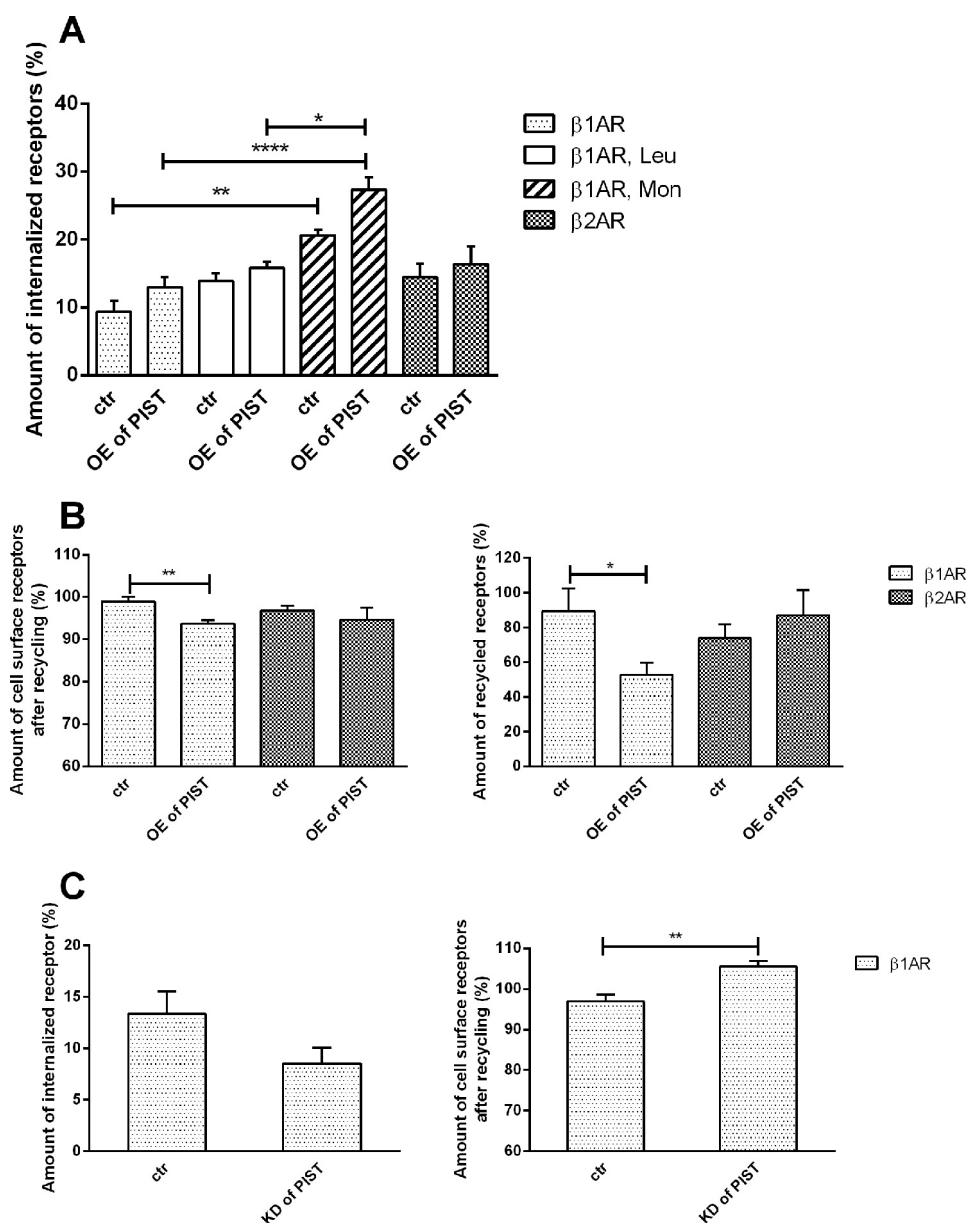 A
Amount of internalized receptors (%)
40
30
20
10
0
*
****
**
ctr
OE of PIST
ctr
OE of PIST
ctr
OE of PIST
ctr
OE of PIST
β1AR
β1AR, Leu
β1AR, Mon
β2AR
B
Amount of cell surface receptors
after recycling (%)
110
100
90
80
70
60
**
ctr
OE of PIST
ctr
OE of PIST
Amount of recycled receptors (%)
120
100
80
60
40
20
0
*
ctr
OE of PIST
ctr
OE of PIST
β1AR
β2AR
C
Amount of internalized receptor (%)
20
15
10
5
0
ctr
KD of PIST
Amount of cell surface receptors
after recycling (%)
110
100
90
80
70
60
**
ctr
KD of PIST
β1AR